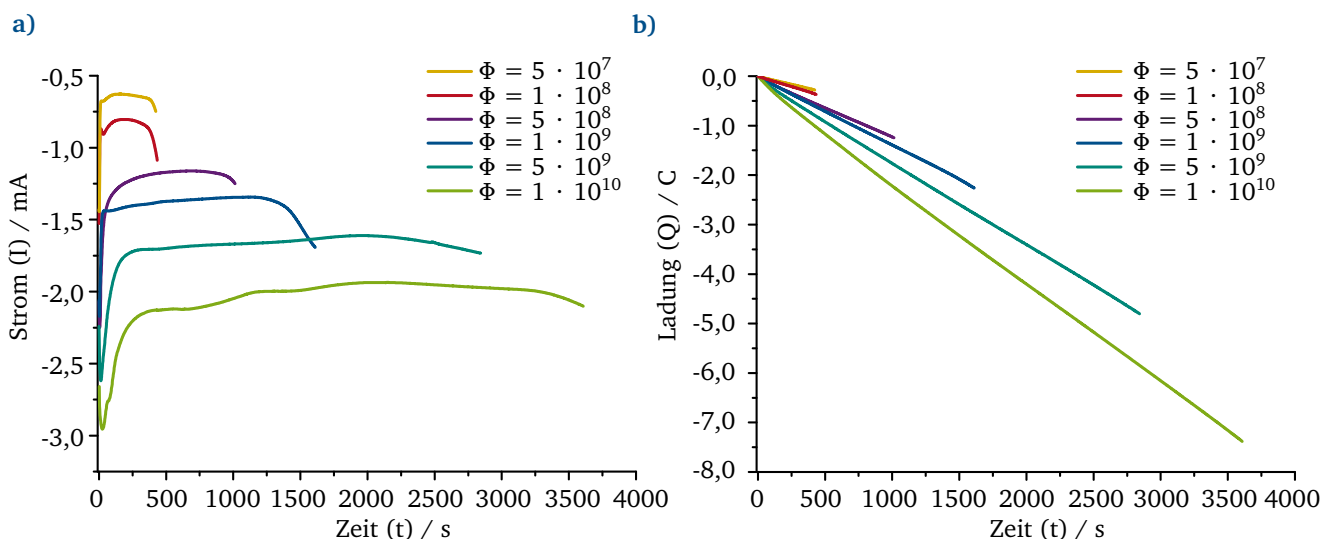 a)
-0,5
-1,0
-1,5
-2,0
-2,5
-3,0
Strom (I) / mA
Φ = 5 · 10⁷
Φ = 1 · 10⁸
Φ = 5 · 10⁸
Φ = 1 · 10⁹
Φ = 5 · 10⁹
Φ = 1 · 10¹⁰
0 500 1000 1500 2000 2500 3000 3500 4000
Zeit (t) / s
b)
0,0
-1,0
-2,0
-3,0
-4,0
-5,0
-6,0
-7,0
-8,0
Ladung (Q) / C
Φ = 5 · 10⁷
Φ = 1 · 10⁸
Φ = 5 · 10⁸
Φ = 1 · 10⁹
Φ = 5 · 10⁹
Φ = 1 · 10¹⁰
0 500 1000 1500 2000 2500 3000 3500 4000
Zeit (t) / s